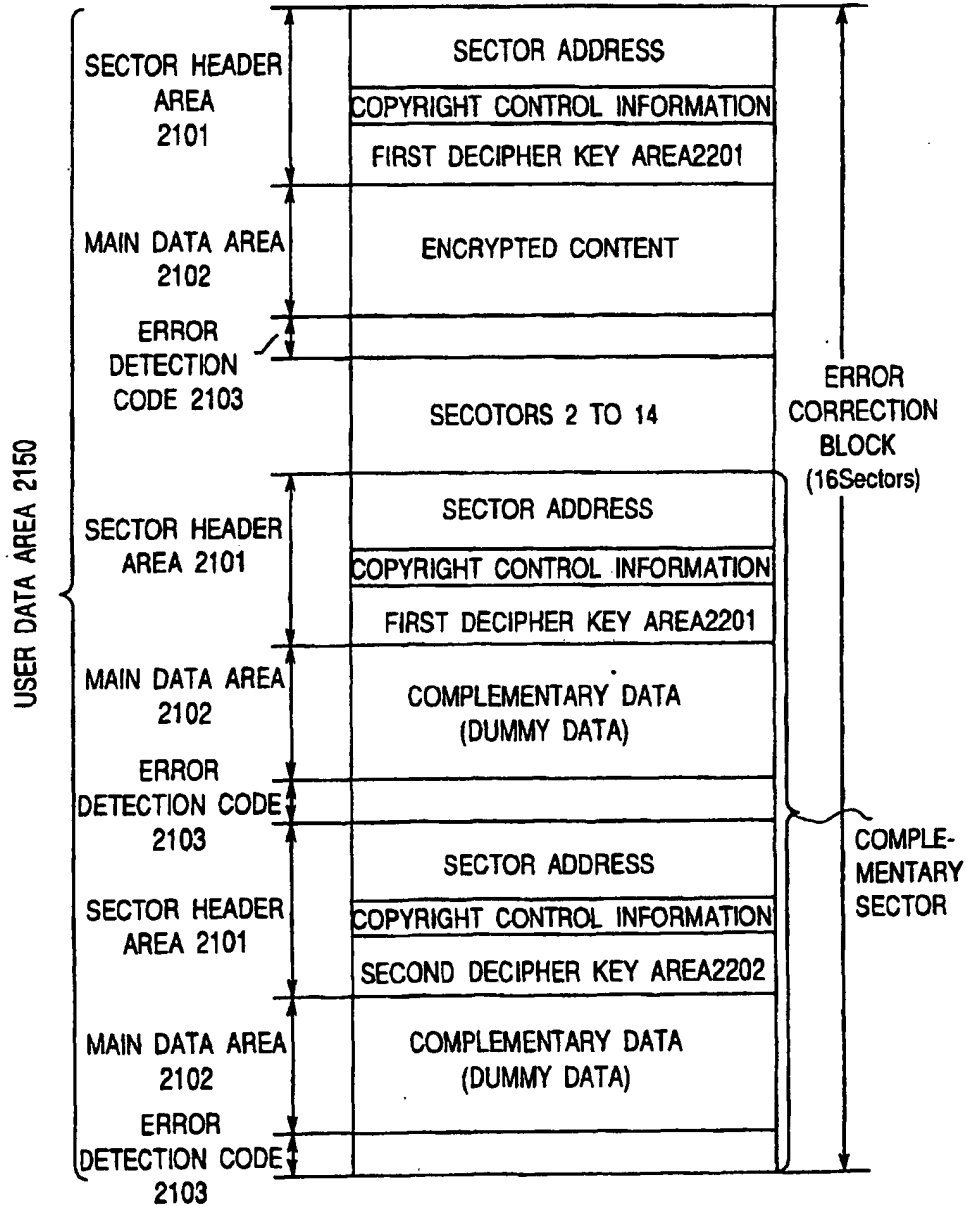 USER DATA AREA 2150
SECTOR HEADER
AREA
2101
SECTOR ADDRESS
COPYRIGHT CONTROL INFORMATION
FIRST DECIPHER KEY AREA2201
MAIN DATA AREA
2102
ENCRYPTED CONTENT
ERROR
DETECTION
CODE 2103
SECOTORS 2 TO 14
ERROR
CORRECTION
BLOCK
(16Sectors)
SECTOR HEADER
AREA 2101
SECTOR ADDRESS
COPYRIGHT CONTROL INFORMATION
FIRST DECIPHER KEY AREA2201
MAIN DATA AREA
2102
COMPLEMENTARY DATA
(DUMMY DATA)
ERROR
DETECTION CODE
2103
COMPLE-
MENTARY
SECTOR
SECTOR HEADER
AREA 2101
SECTOR ADDRESS
COPYRIGHT CONTROL INFORMATION
SECOND DECIPHER KEY AREA2202
MAIN DATA AREA
2102
COMPLEMENTARY DATA
(DUMMY DATA)
ERROR
DETECTION CODE
2103